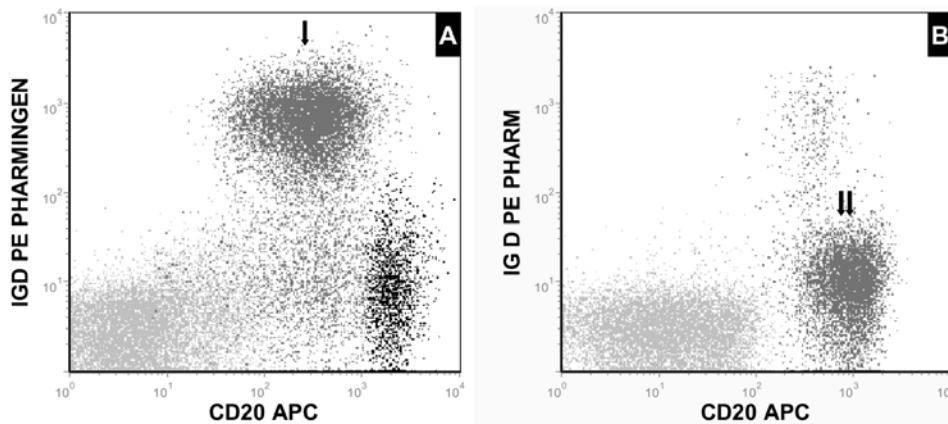 A
IGD PE PHARMINGEN
10^4
10^3
10^2
10^1
10^0 10^1 10^2 10^3 10^4
CD20 APC
B
IG D PE PHARM
10^4
10^3
10^2
10^1
10^0 10^1 10^2 10^3
CD20 APC